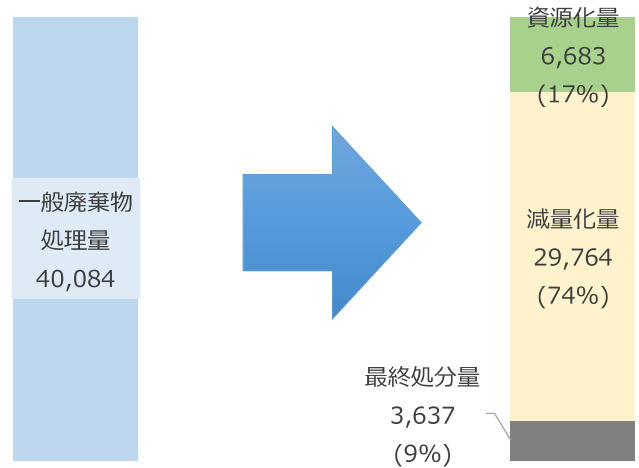 一般廃棄物
処理量
40,084
資源化量
6,683
(17%)
減量化量
29,764
(74%)
最終処分量
3,637
(9%)